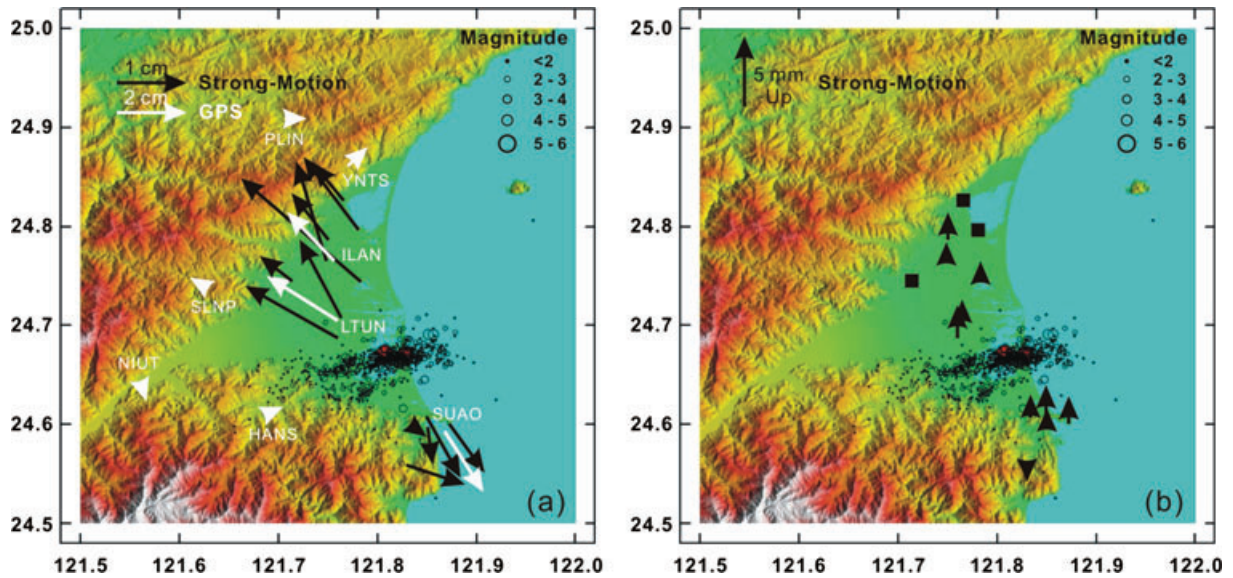 25.0
24.9
24.8
24.7
24.6
24.5
121.5 121.6 121.7 121.8 121.9 122.0
Magnitude
<2
2 - 3
3 - 4
4 - 5
5 - 6
1 cm
Strong-Motion
2 cm
GPS
PLIN
YNTS
ILAN
SLNP
LTUN
NIUT
HANS
SUAO
(a)
25.0
24.9
24.8
24.7
24.6
24.5
121.5 121.6 121.7 121.8 121.9 122.0
Magnitude
<2
2 - 3
3 - 4
4 - 5
5 - 6
5 mm
Up
Strong-Motion
(b)